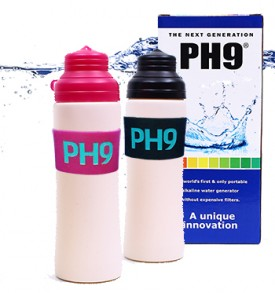 THE NEXT GENERATION
PH9®
PH9
PH9
world's first & only portable
alkaline water generator
without expensive filters.
A unique
innovation